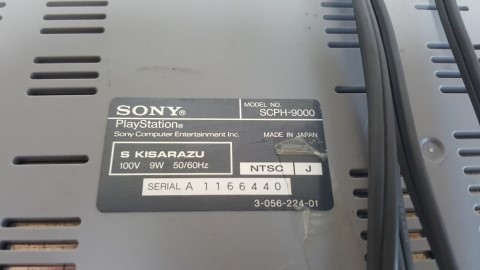 SONY®
MODEL NO.
SCPH-9000
PlayStation®
Sony Computer Entertainment Inc.
MADE IN JAPAN
S KISARAZU
100V 9W 50/60Hz
NTSC J
SERIAL A 1166440
3-056-224-01